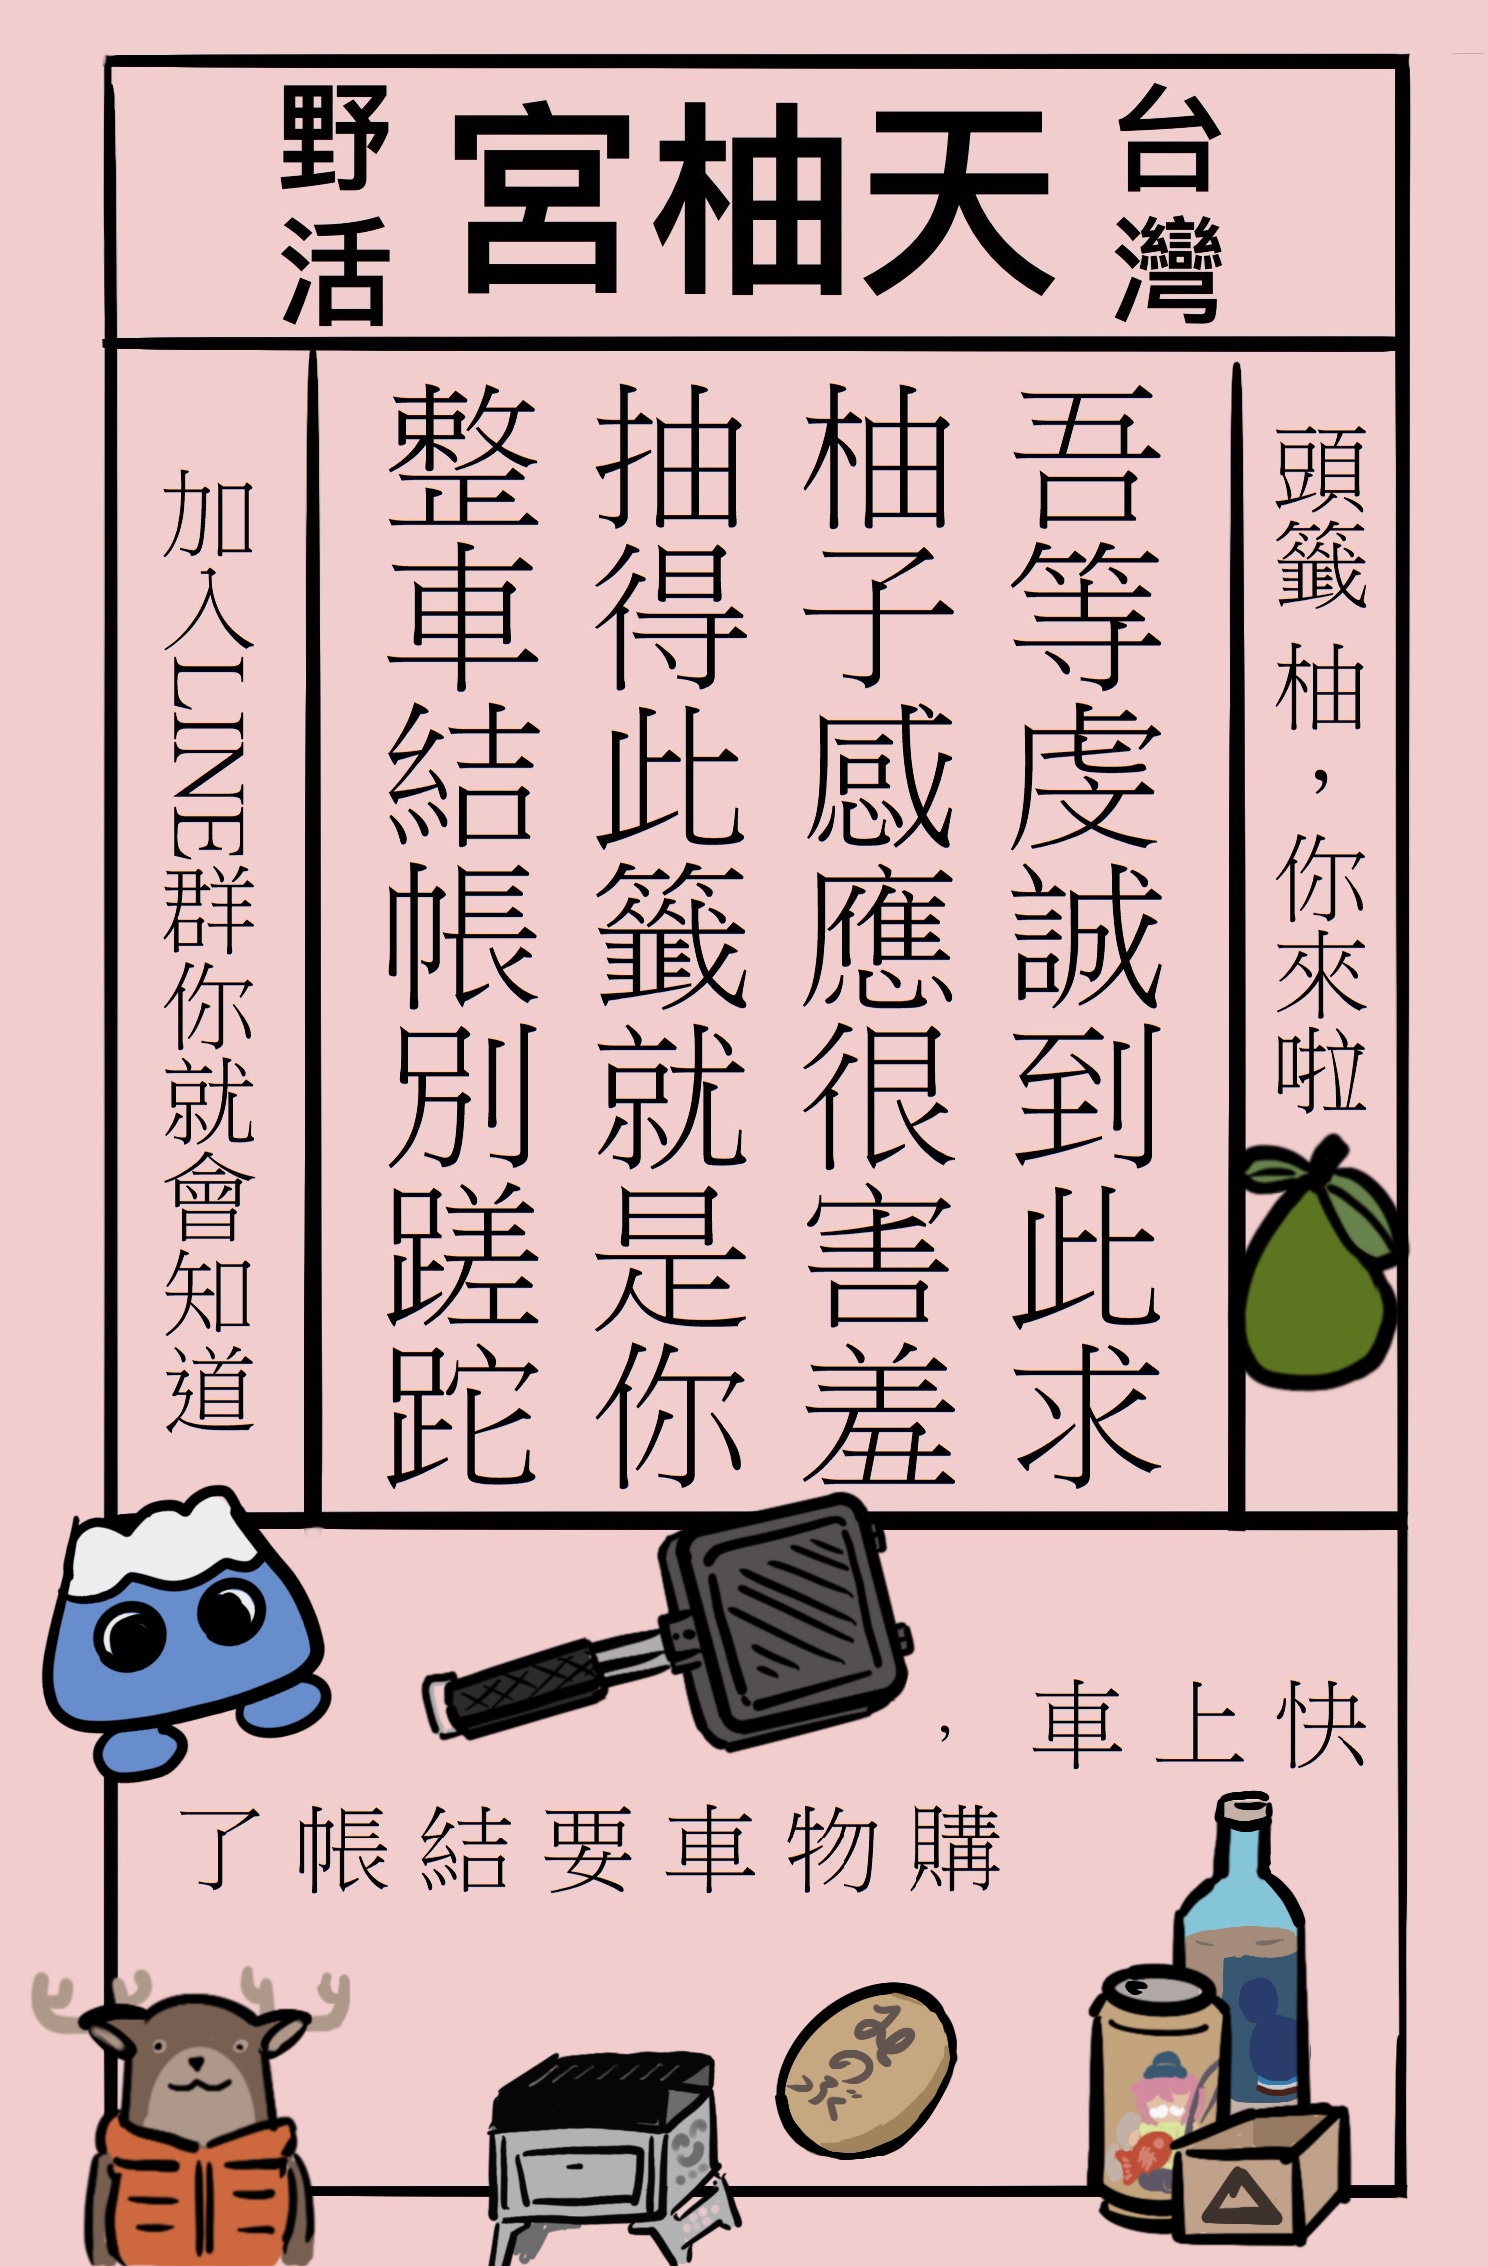 台灣
天柚宮
野活
頭籤 柚，你來啦
吾等虔誠到此求
柚子感應很害羞
抽得此籤就是你
整車結帳別蹉跎
加入LINE群你就會知道
快上車，
購物車要結帳了